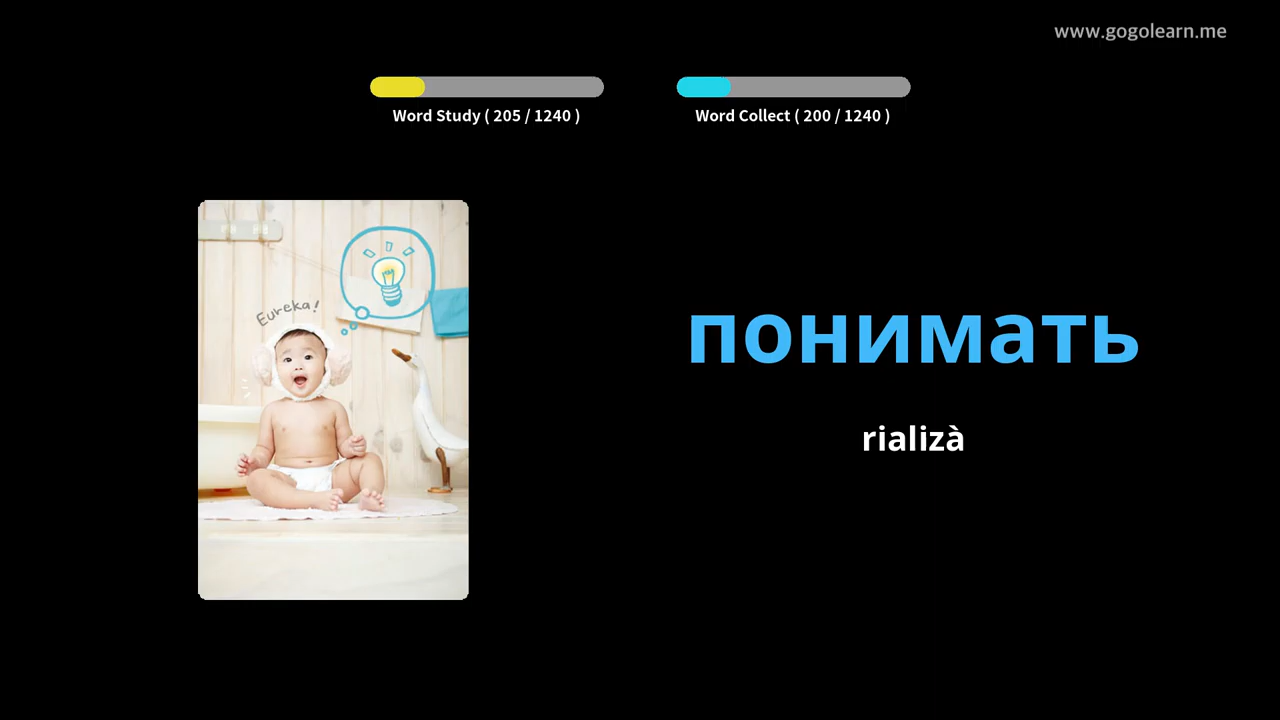 www.gogolearn.me
Word Study ( 205 / 1240 )
Word Collect ( 200 / 1240 )
Eureka!
понимать
rializà